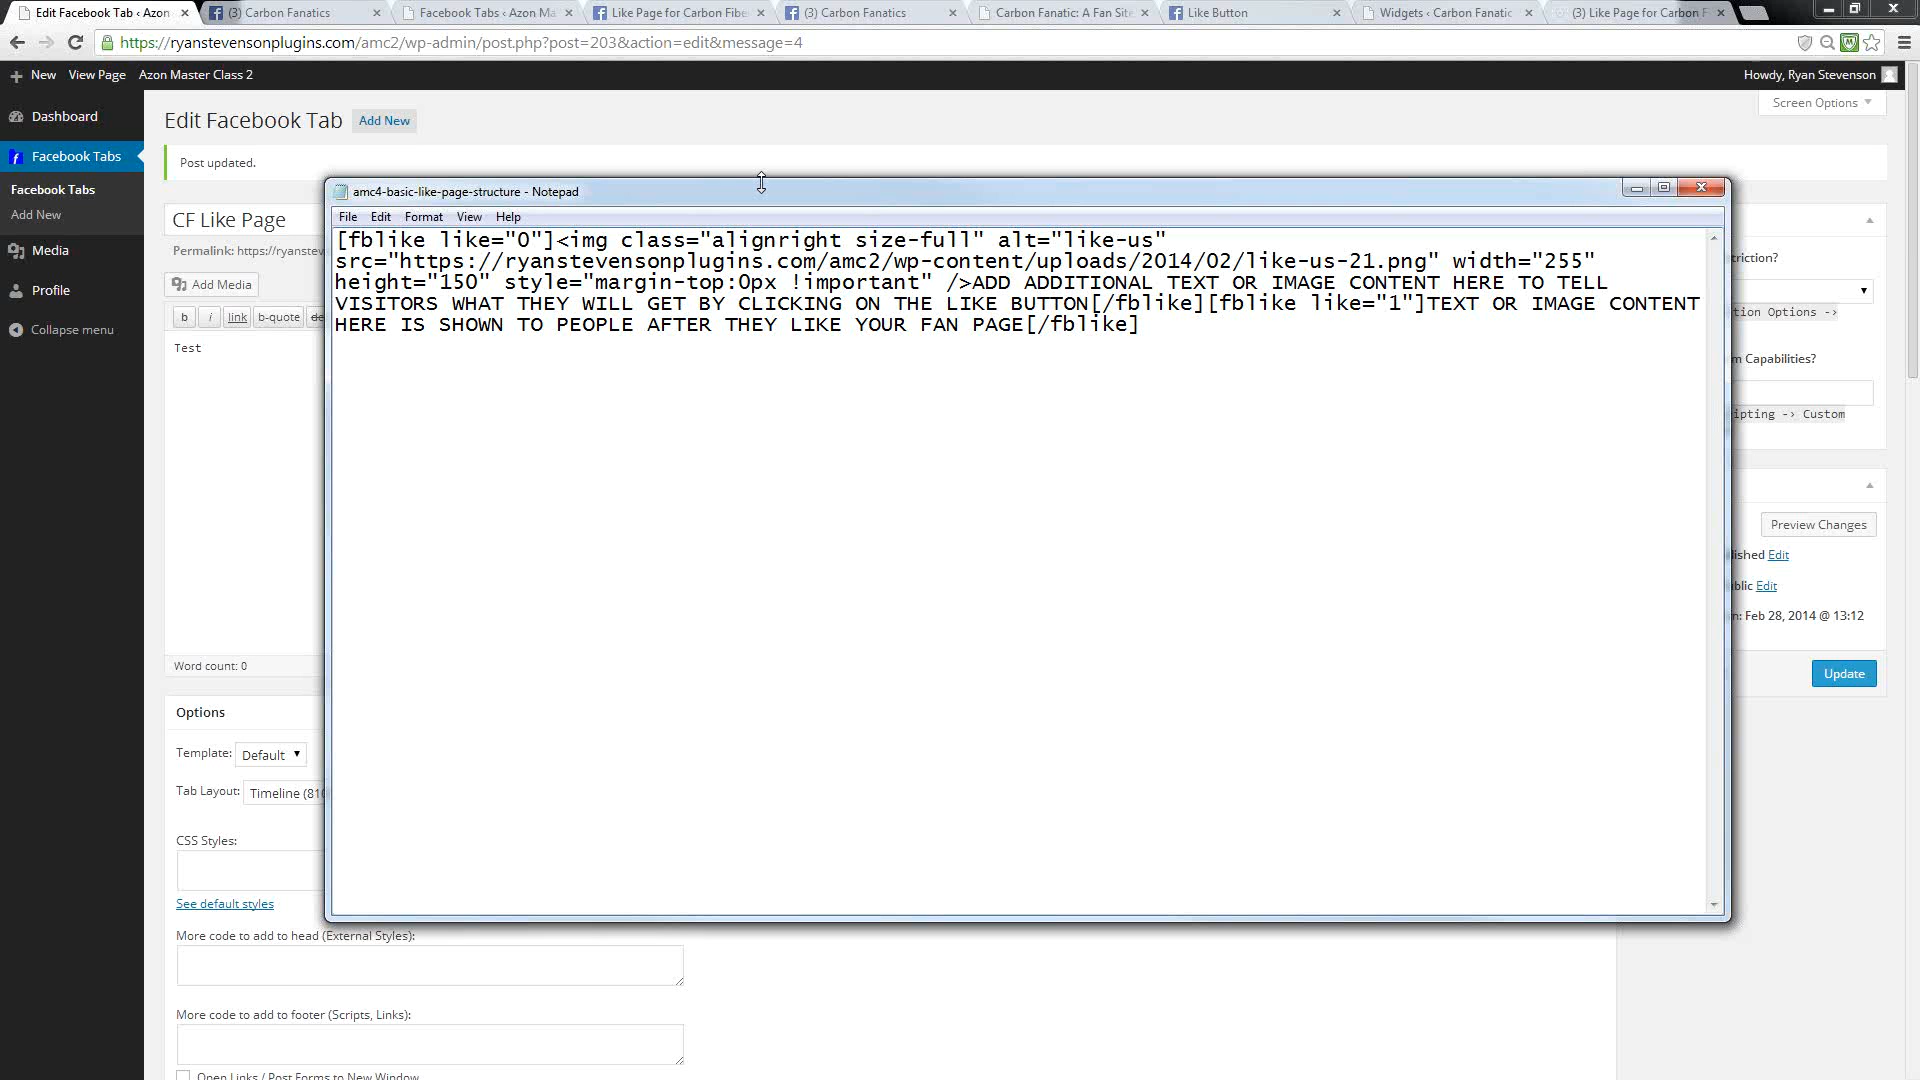 Edit Facebook Tab ‹ Azon
(3) Carbon Fanatics
Facebook Tabs ‹ Azon Ma
Like Page for Carbon Fibe
(3) Carbon Fanatics
Carbon Fanatic: A Fan Site
Like Button
Widgets ‹ Carbon Fanatic
(3) Like Page for Carbon F
https://ryanstevensonplugins.com/amc2/wp-admin/post.php?post=203&action=edit&message=4
New View Page Azon Master Class 2
Howdy, Ryan Stevenson
Dashboard
Facebook Tabs
Facebook Tabs
Add New
Media
Profile
Collapse menu
Edit Facebook Tab Add New
Screen Options
Post updated.
CF Like Page
Permalink: https://ryansteve
Add Media
b i link b-quote de
Test
Word count: 0
amc4-basic-like-page-structure - Notepad
File Edit Format View Help
[fblike like="0"]<img class="alignright size-full" alt="like-us"
src="https://ryanstevensonplugins.com/amc2/wp-content/uploads/2014/02/like-us-21.png" width="255"
height="150" style="margin-top:0px !important" />ADD ADDITIONAL TEXT OR IMAGE CONTENT HERE TO TELL
VISITORS WHAT THEY WILL GET BY CLICKING ON THE LIKE BUTTON[/fblike][fblike like="1"]TEXT OR IMAGE CONTENT
HERE IS SHOWN TO PEOPLE AFTER THEY LIKE YOUR FAN PAGE[/fblike]
triction?
tion Options ->
m Capabilities?
ipting -> Custom
Preview Changes
lished Edit
blic Edit
n: Feb 28, 2014 @ 13:12
Update
Options
Template: Default
Tab Layout: Timeline (810
CSS Styles:
See default styles
More code to add to head (External Styles):
More code to add to footer (Scripts, Links):
Open Links / Post Forms to New Window